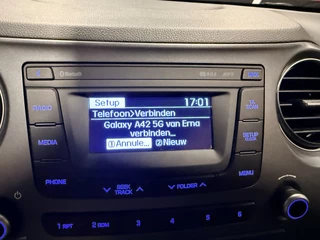 Bluetooth
Setup 17:01
Telefoon>Verbinden
Galaxy A42 5G van Erna
verbinden...
①Annule... ②Nieuw
RADIO
MEDIA
PHONE
SETUP
MENU
SEEK
TRACK
FOLDER
1 RPT 2 RDM 3 4 5 6